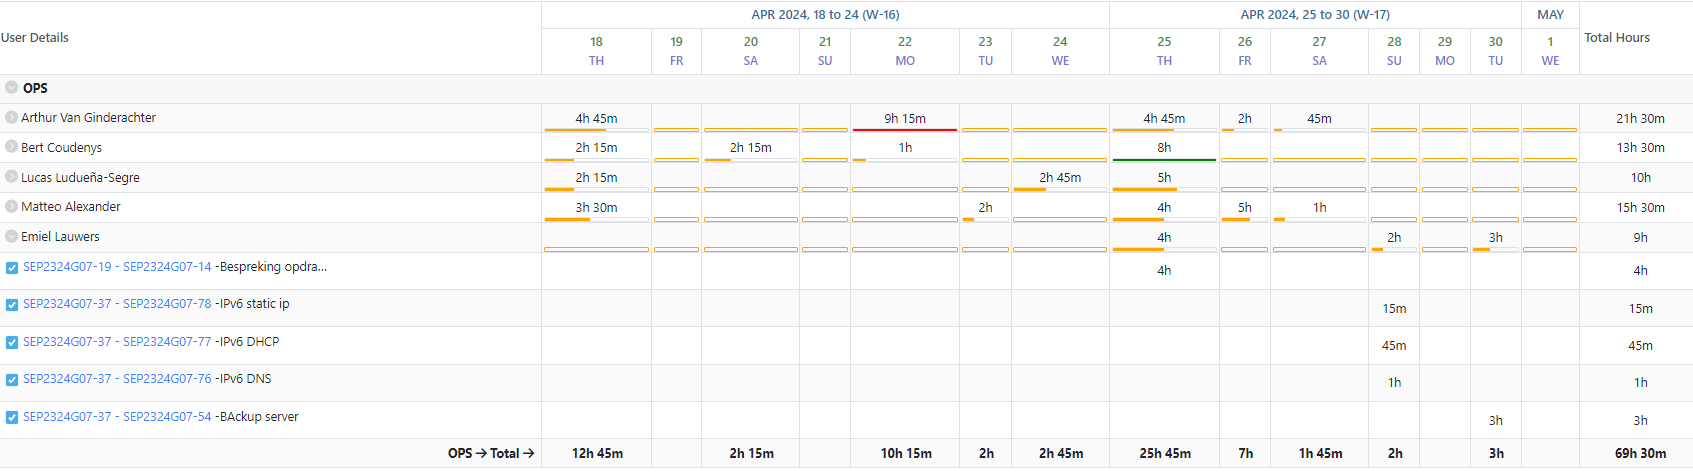 User Details APR 2024, 18 to 24 (W-16) APR 2024, 25 to 30 (W-17) MAY Total Hours
18 19 20 21 22 23 24 25 26 27 28 29 30 1
TH FR SA SU MO TU WE TH FR SA SU MO TU WE
OPS
Arthur Van Ginderachter 4h 45m 9h 15m 4h 45m 2h 45m 21h 30m
Bert Coudenys 2h 15m 2h 15m 1h 8h 13h 30m
Lucas Ludueña-Segre 2h 15m 2h 45m 5h 10h
Matteo Alexander 3h 30m 2h 4h 5h 1h 15h 30m
Emiel Lauwers 4h 2h 3h 9h
SEP2324G07-19 - SEP2324G07-14 -Bespreking opdra... 4h 4h
SEP2324G07-37 - SEP2324G07-78 -IPv6 static ip 15m 15m
SEP2324G07-37 - SEP2324G07-77 -IPv6 DHCP 45m 45m
SEP2324G07-37 - SEP2324G07-76 -IPv6 DNS 1h 1h
SEP2324G07-37 - SEP2324G07-54 -BAckup server 3h 3h
OPS → Total → 12h 45m 2h 15m 10h 15m 2h 2h 45m 25h 45m 7h 1h 45m 2h 3h 69h 30m